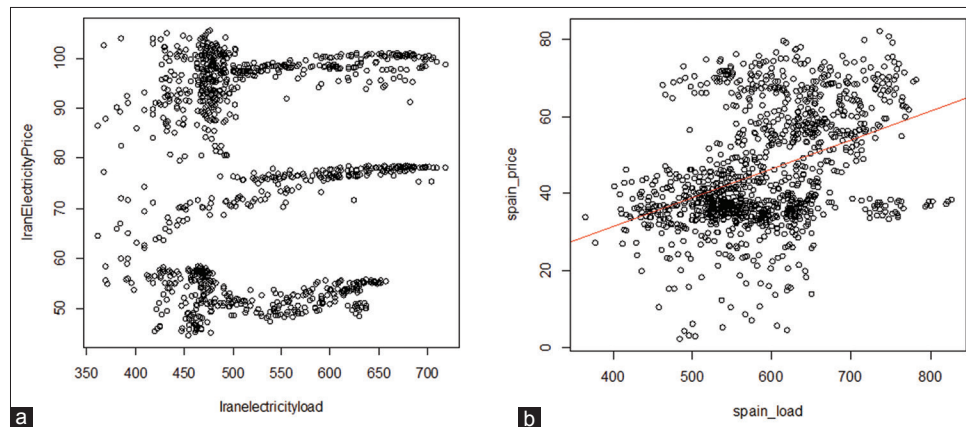 IranElectricityPrice
100
90
80
70
60
50
350 400 450 500 550 600 650 700
Iranelectricityload
a
spain_price
80
60
40
20
0
400 500 600 700 800
spain_load
b